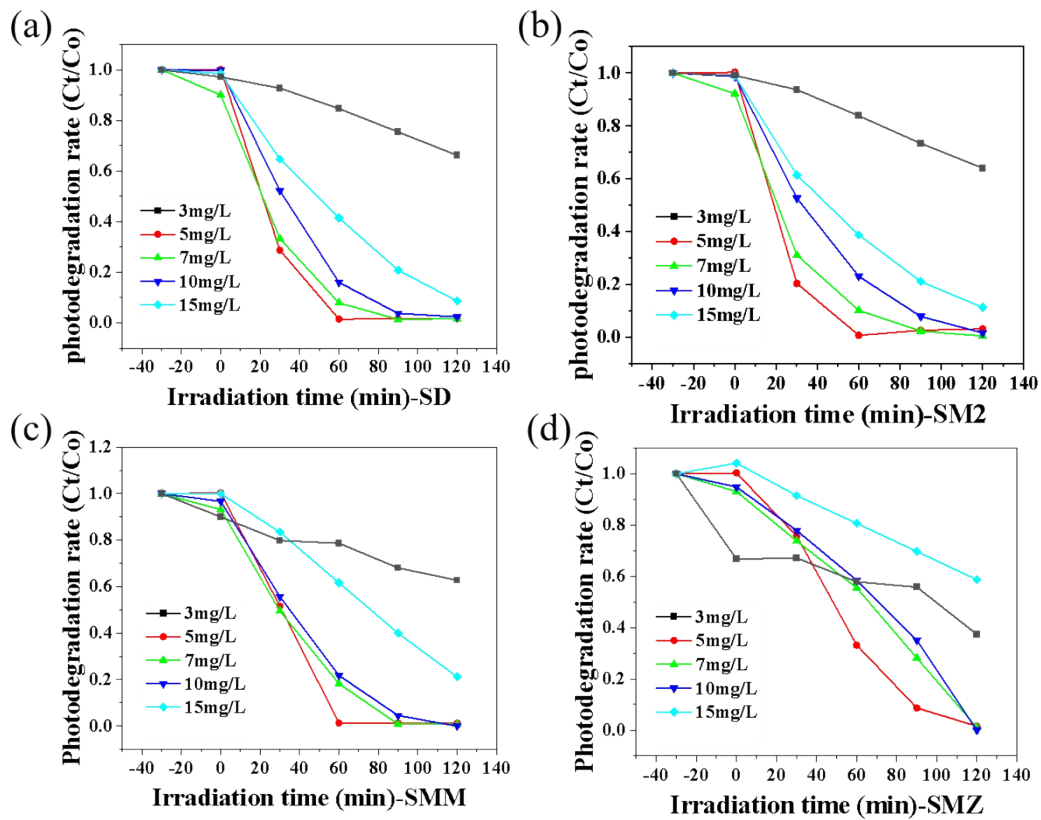 (a)
photodegradation rate (Ct/Co)
1.0
0.8
0.6
0.4
0.2
0.0
3mg/L
5mg/L
7mg/L
10mg/L
15mg/L
-20 0 20 40 60 80 100 120 140
Irradiation time (min)-SD
(b)
photodegradation rate (Ct/Co)
1.0
0.8
0.6
0.4
0.2
0.0
3mg/L
5mg/L
7mg/L
10mg/L
15mg/L
-40 -20 0 20 40 60 80 100 120 140
Irradiation time (min)-SM2
(c)
Photodegradation rate (Ct/Co)
1.2
1.0
0.8
0.6
0.4
0.2
0.0
3mg/L
5mg/L
7mg/L
10mg/L
15mg/L
-40 -20 0 20 40 60 80 100 120 140
Irradiation time (min)-SMM
(d)
Photodegradation rate (Ct/Co)
1.0
0.8
0.6
0.4
0.2
0.0
3mg/L
5mg/L
7mg/L
10mg/L
15mg/L
-40 -20 0 20 40 60 80 100 120 140
Irradiation time (min)-SMZ